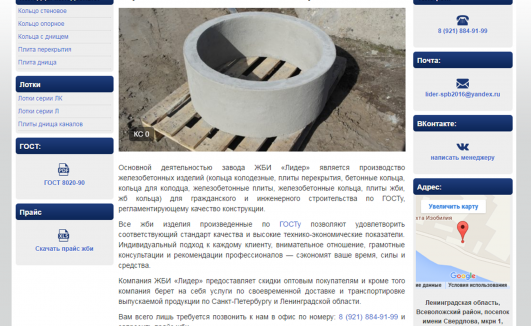 Кольцо стеновое
Кольцо опорное
Кольца с днищем
Плита перекрытия
Плита днища
Лотки
Лотки серии ЛК
Лотки серии Л
Плиты днища каналов
ГОСТ:
PDF
ГОСТ 8020-90
Прайс
XLS
Скачать прайс жби
КС 0
Основной деятельностью завода ЖБИ «Лидер» является производство
железобетонных изделий (кольца колодезные, плиты перекрытия, бетонные кольца,
кольца для колодца, железобетонные плиты, железобетонные кольца, плиты жби,
жб кольца) для гражданского и инженерного строительства по ГОСТу,
регламентирующему качество конструкции.
Все жби изделия произведенные по ГОСТу позволяют удовлетворить
соответствующий стандарт качества и высокие технико-экономические показатели.
Индивидуальный подход к каждому клиенту, внимательное отношение, грамотные
консультации и рекомендации профессионалов — сэкономят ваше время, силы и
средства.
Компания ЖБИ «Лидер» предоставляет скидки оптовым покупателям и кроме того
компания берет на себя услуги по своевременной доставке и транспортировке
выпускаемой продукции по Санкт-Петербургу и Ленинградской области.
Вам всего лишь требуется позвонить к нам в офис по номеру: 8 (921) 884-91-99 и
8 (921) 884-91-99
Почта:
lider-spb2016@yandex.ru
ВКонтакте:
написать менеджеру
Адрес:
Увеличить карту
кта Изобилия
Google
ие данные Условия использования
Ленинградская область,
Всеволожский район, поселок
имени Свердлова, мкрн 1,